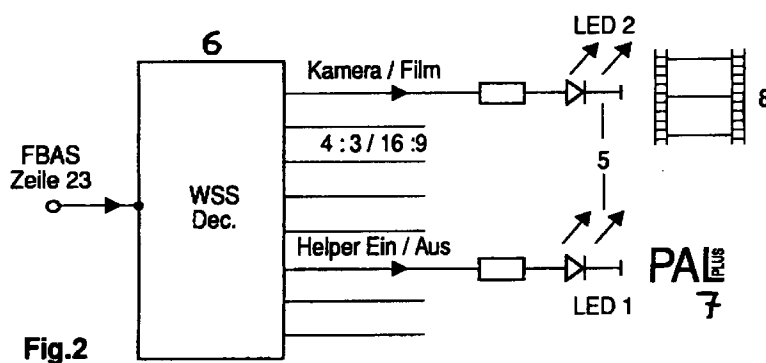 6
LED 2
Kamera / Film
8
4 : 3 / 16 : 9
5
FBAS
Zeile 23
WSS
Dec.
Helper Ein / Aus
PAL PLUS
7
LED 1
Fig.2